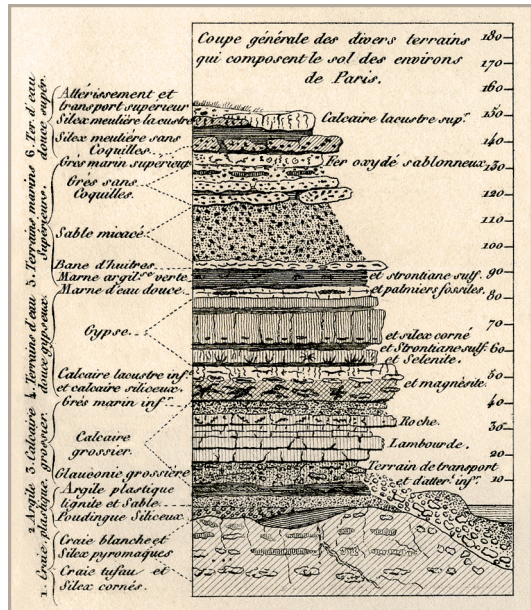 Coupe générale des divers terrains
qui composent le sol des environs
de Paris.
180
170
160
150
140
130
120
110
100
90
80
70
60
50
40
30
20
10
6. Ter. d'eau
douce supér.
5. Terrains marins
Supérieurs.
4. Terrains d'eau
douce gypseux.
3. Calcaire
grossier.
2. Argile
plastique.
1. Craie.
Attérissement et
transport supérieur
Silex meulière lacustre
Silex meulière sans
Coquilles.
Grès marin supérieur
Grès sans
Coquilles.
Sable micacé
Banc d'huitres
Marne argilse verte
Marne d'eau douce.
Gypse.
Calcaire lacustre infr.
et calcaire siliceux.
Grès marin infr.
Calcaire
grossier.
Glauconie grossière
Argile plastique
lignite et Sable
Poudingue Siliceux
Craie blanche et
Silex pyromaques
Craie tufau et
Silex cornés.
Calcaire lacustre supr.
Fer oxydé sablonneux
et strontiane sulf.
et palmiers fossiles.
et silex corné
et Strontiane sulf.
et Selenite.
et magnésite.
Roche.
Lambourde.
Terrain de transport
et d'atterr. infr.